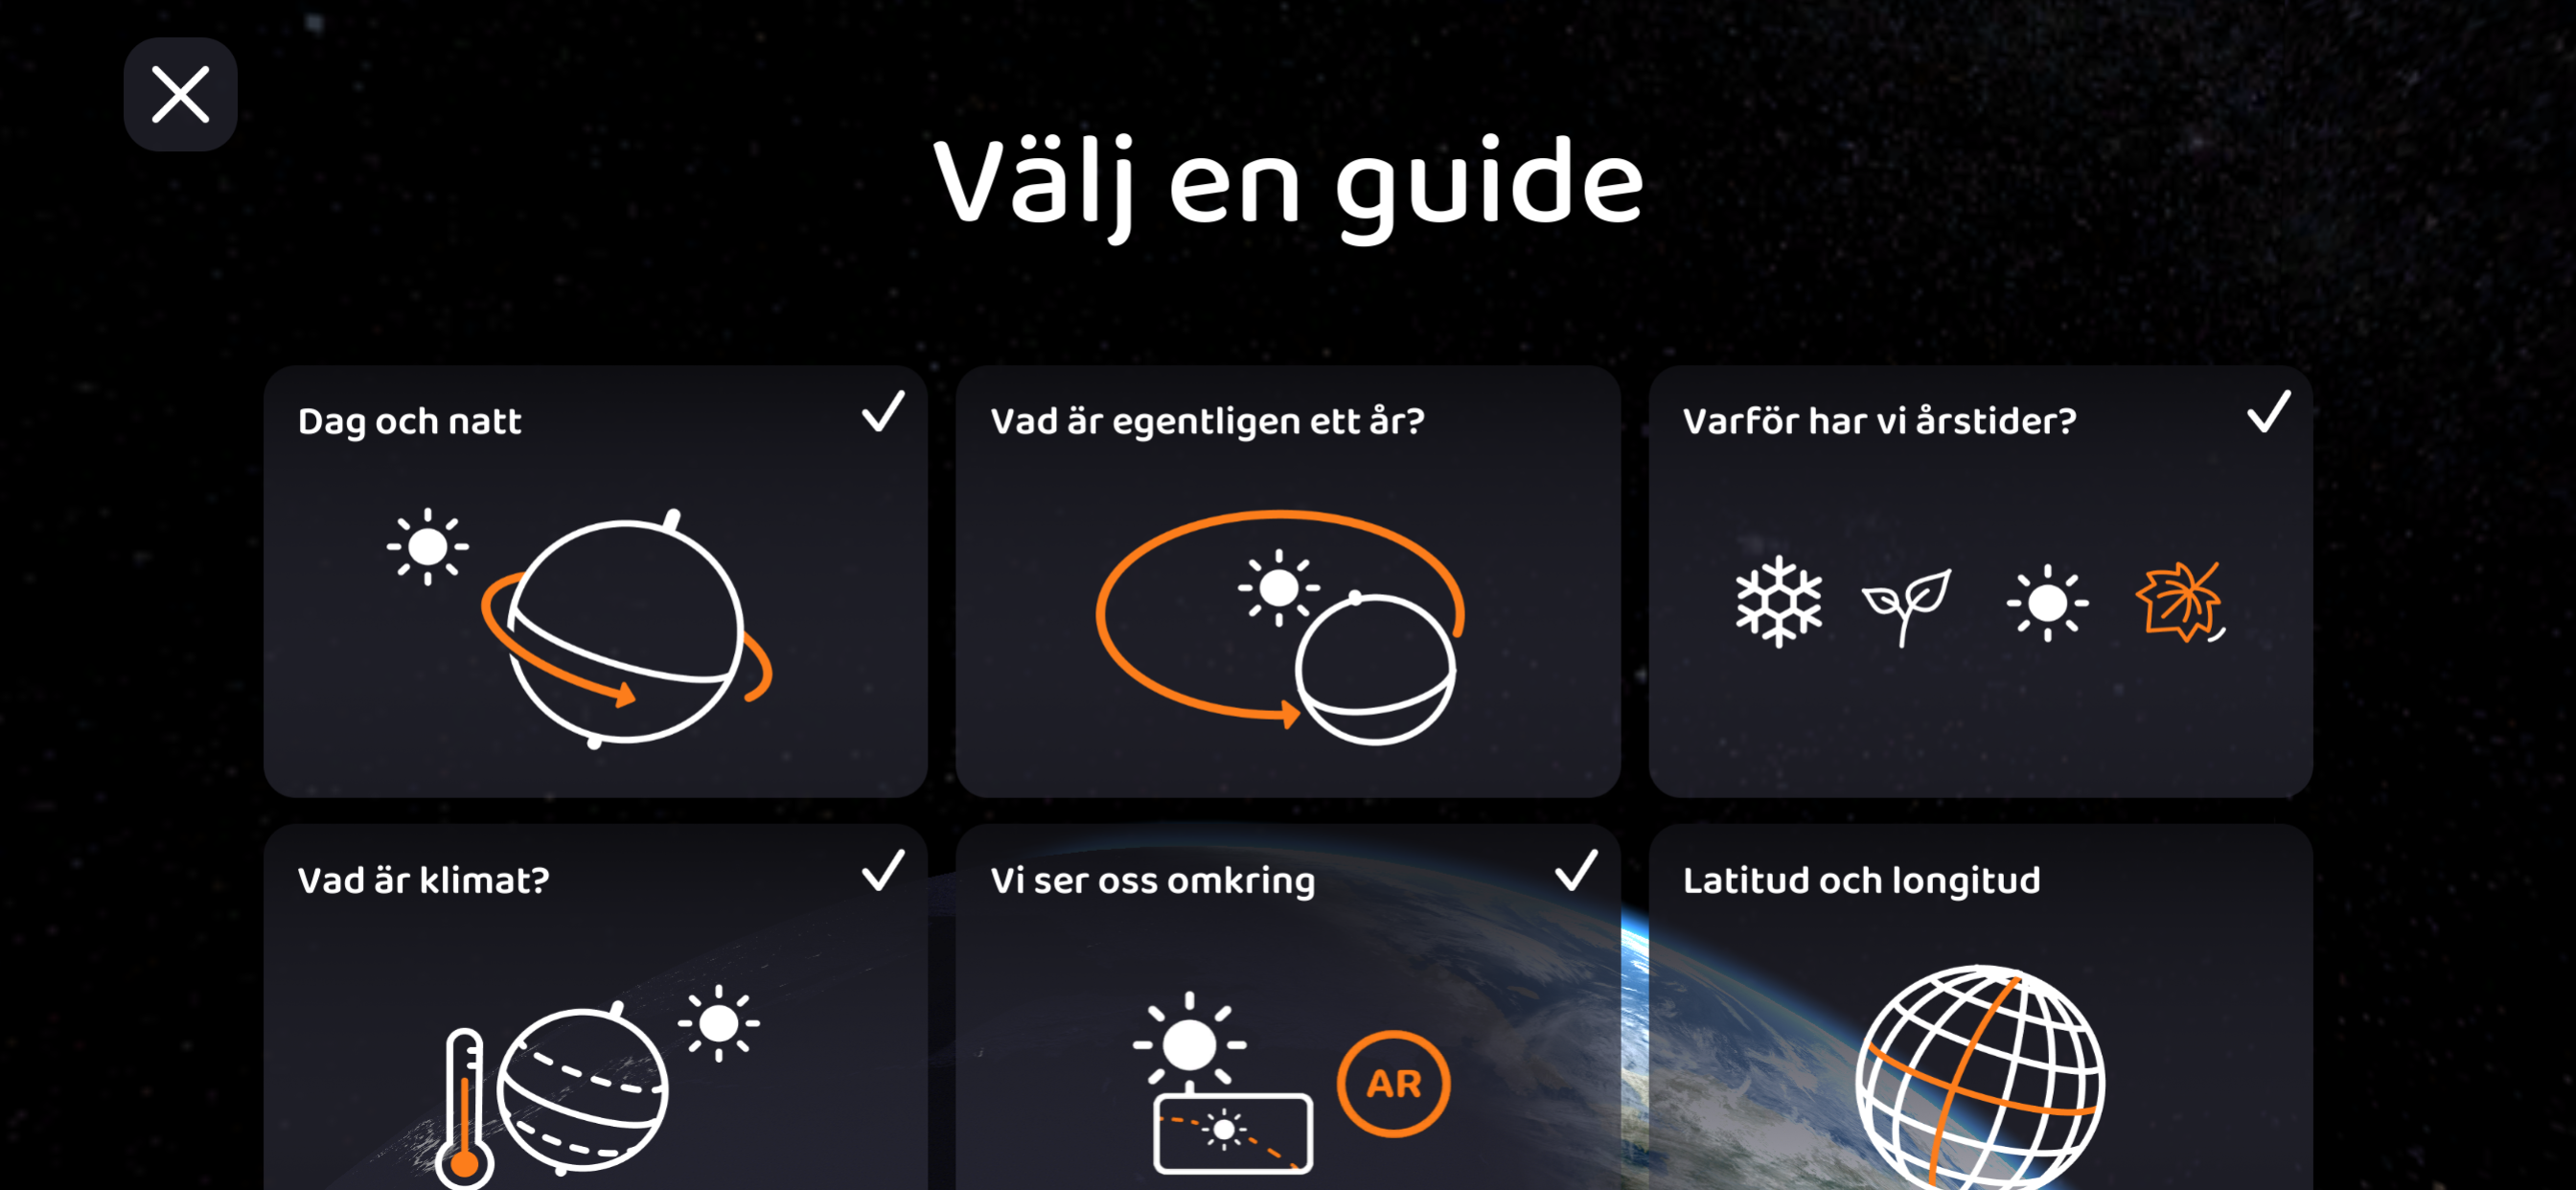 Välj en guide
Dag och natt
Vad är egentligen ett år?
Varför har vi årstider?
Vad är klimat?
Vi ser oss omkring
Latitud och longitud
AR